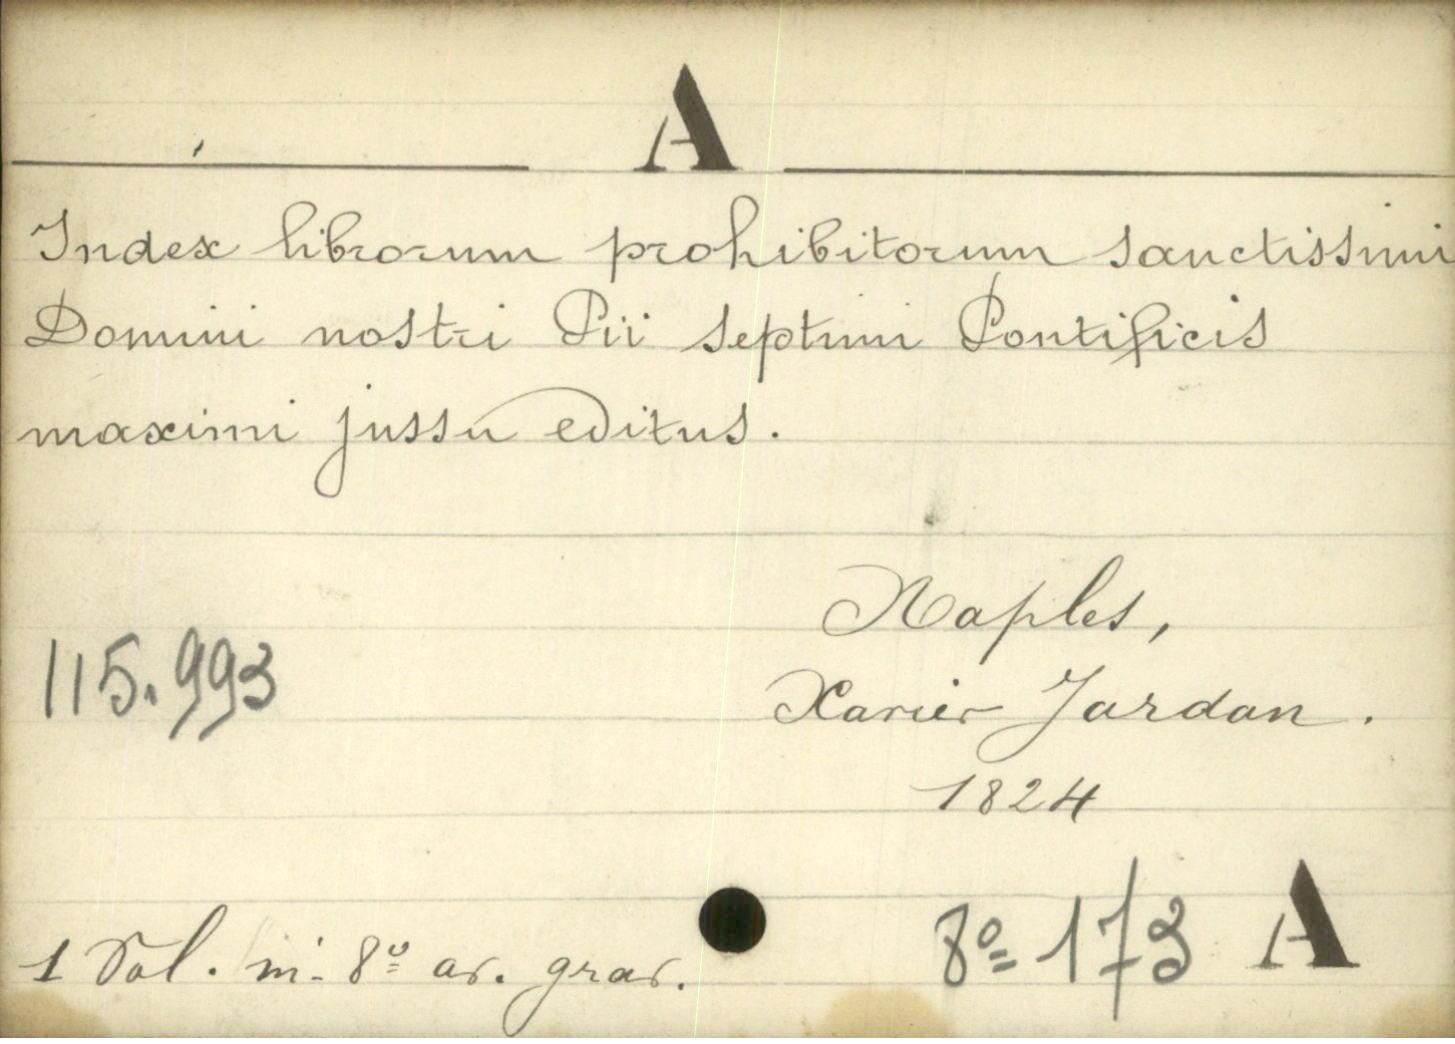 A
Index librorum prohibitorum sanctissimi
Domini nostri Pii septimi Pontificis
maximi jussu editus.
Naples,
115.993
Xavier Jardan.
1824
1 Vol. in-8º av. grav.
8º 173 A